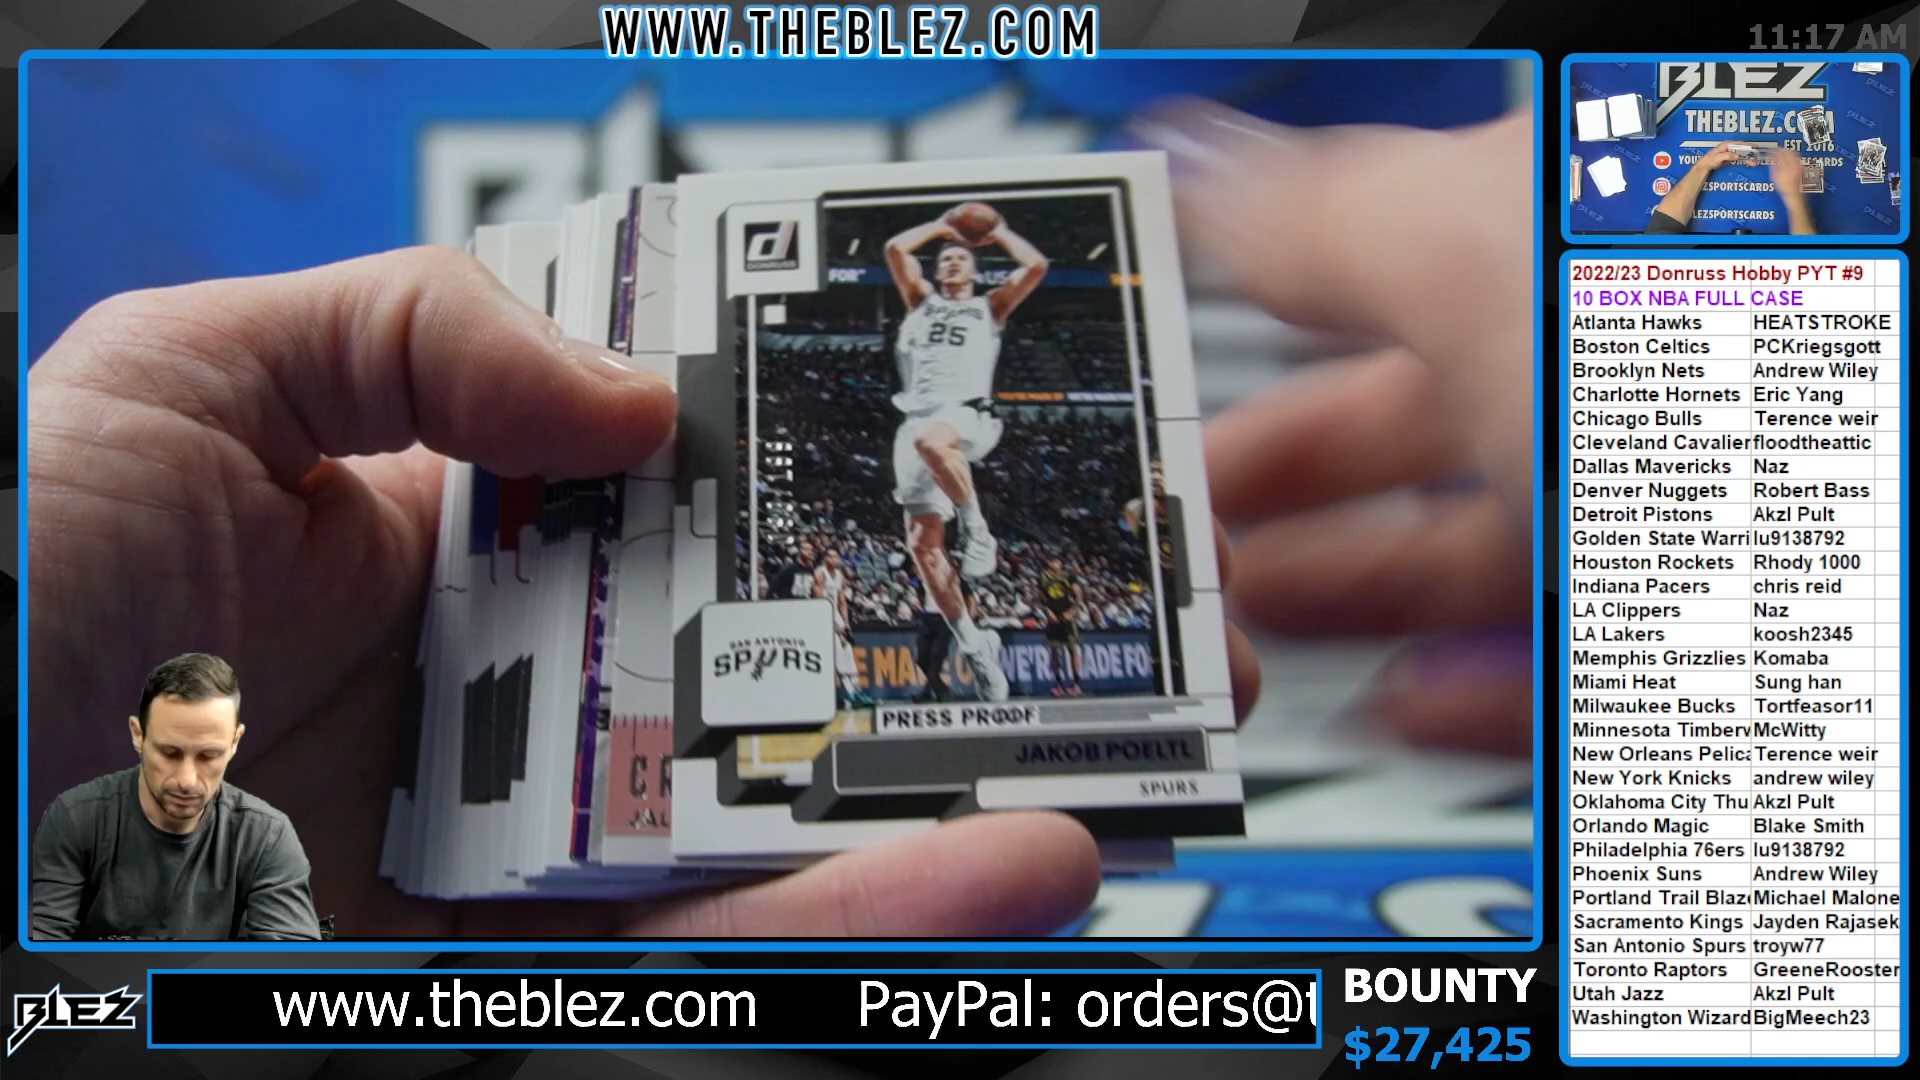 WWW.THEBLEZ.COM
11:17 AM
BLEZ
THEBLEZ.C
EST 2016
ZSPORTSCARDS
LEZSPORTSCARDS
d
DONRUSS
SPURS
25
SAN ANTONIO
SPURS
PRESS PROOF
JAKOB POELTL
SPURS
2022/23 Donruss Hobby PYT #9
10 BOX NBA FULL CASE
Atlanta Hawks HEATSTROKE
Boston Celtics PCKriegsgott
Brooklyn Nets Andrew Wiley
Charlotte Hornets Eric Yang
Chicago Bulls Terence weir
Cleveland Cavalier floodtheattic
Dallas Mavericks Naz
Denver Nuggets Robert Bass
Detroit Pistons Akzl Pult
Golden State Warri lu9138792
Houston Rockets Rhody 1000
Indiana Pacers chris reid
LA Clippers Naz
LA Lakers koosh2345
Memphis Grizzlies Komaba
Miami Heat Sung han
Milwaukee Bucks Tortfeasor11
Minnesota Timberv McWitty
New Orleans Pelica Terence weir
New York Knicks andrew wiley
Oklahoma City Thu Akzl Pult
Orlando Magic Blake Smith
Philadelphia 76ers lu9138792
Phoenix Suns Andrew Wiley
Portland Trail Blaze Michael Malone
Sacramento Kings Jayden Rajasek
San Antonio Spurs troyw77
Toronto Raptors GreeneRooster
Utah Jazz Akzl Pult
Washington Wizard BigMeech23
BLEZ
www.theblez.com PayPal: orders@t
BOUNTY
$27,425